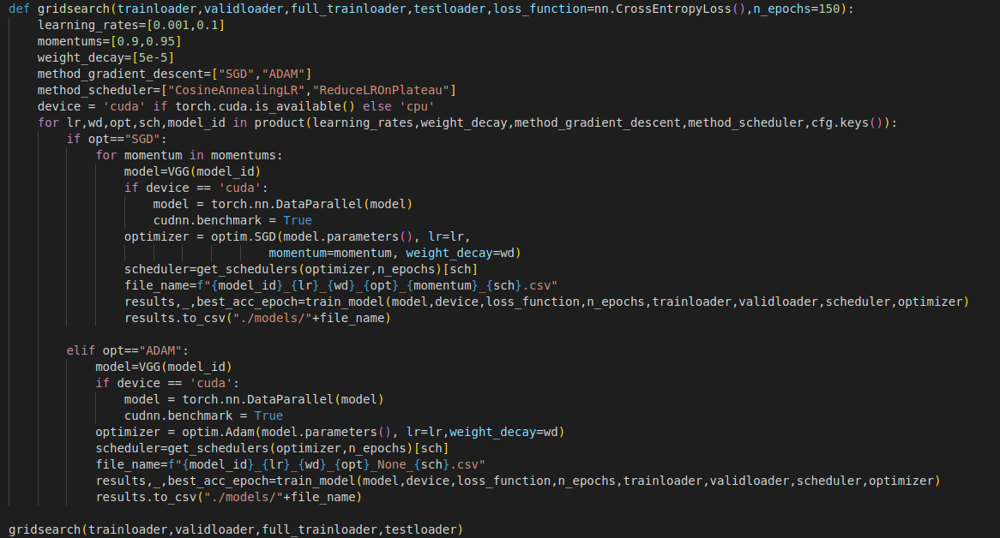 def gridsearch(trainloader,validloader,full_trainloader,testloader,loss_function=nn.CrossEntropyLoss(),n_epochs=150):
    learning_rates=[0.001,0.1]
    momentums=[0.9,0.95]
    weight_decay=[5e-5]
    method_gradient_descent=["SGD","ADAM"]
    method_scheduler=["CosineAnnealingLR","ReduceLROnPlateau"]
    device = 'cuda' if torch.cuda.is_available() else 'cpu'
    for lr,wd,opt,sch,model_id in product(learning_rates,weight_decay,method_gradient_descent,method_scheduler,cfg.keys()):
        if opt=="SGD":
            for momentum in momentums:
                model=VGG(model_id)
                if device == 'cuda':
                    model = torch.nn.DataParallel(model)
                    cudnn.benchmark = True
                optimizer = optim.SGD(model.parameters(), lr=lr,
                                    momentum=momentum, weight_decay=wd)
                scheduler=get_schedulers(optimizer,n_epochs)[sch]
                file_name=f"{model_id}_{lr}_{wd}_{opt}_{momentum}_{sch}.csv"
                results,_,best_acc_epoch=train_model(model,device,loss_function,n_epochs,trainloader,validloader,scheduler,optimizer)
                results.to_csv("./models/"+file_name)

        elif opt=="ADAM":
            model=VGG(model_id)
            if device == 'cuda':
                model = torch.nn.DataParallel(model)
                cudnn.benchmark = True
            optimizer = optim.Adam(model.parameters(), lr=lr,weight_decay=wd)
            scheduler=get_schedulers(optimizer,n_epochs)[sch]
            file_name=f"{model_id}_{lr}_{wd}_{opt}_None_{sch}.csv"
            results,_,best_acc_epoch=train_model(model,device,loss_function,n_epochs,trainloader,validloader,scheduler,optimizer)
            results.to_csv("./models/"+file_name)

gridsearch(trainloader,validloader,full_trainloader,testloader)